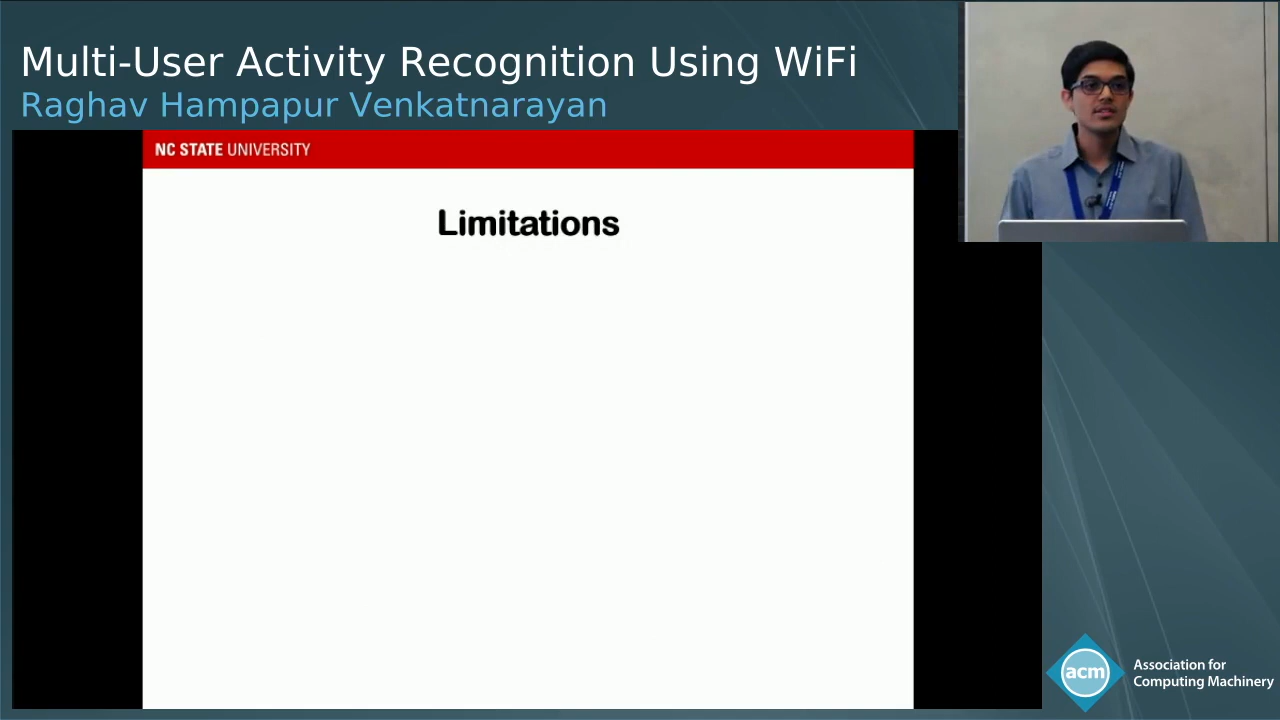 Multi-User Activity Recognition Using WiFi
Raghav Hampapur Venkatnarayan
NC STATE UNIVERSITY
Limitations
acm
Association for
Computing Machinery